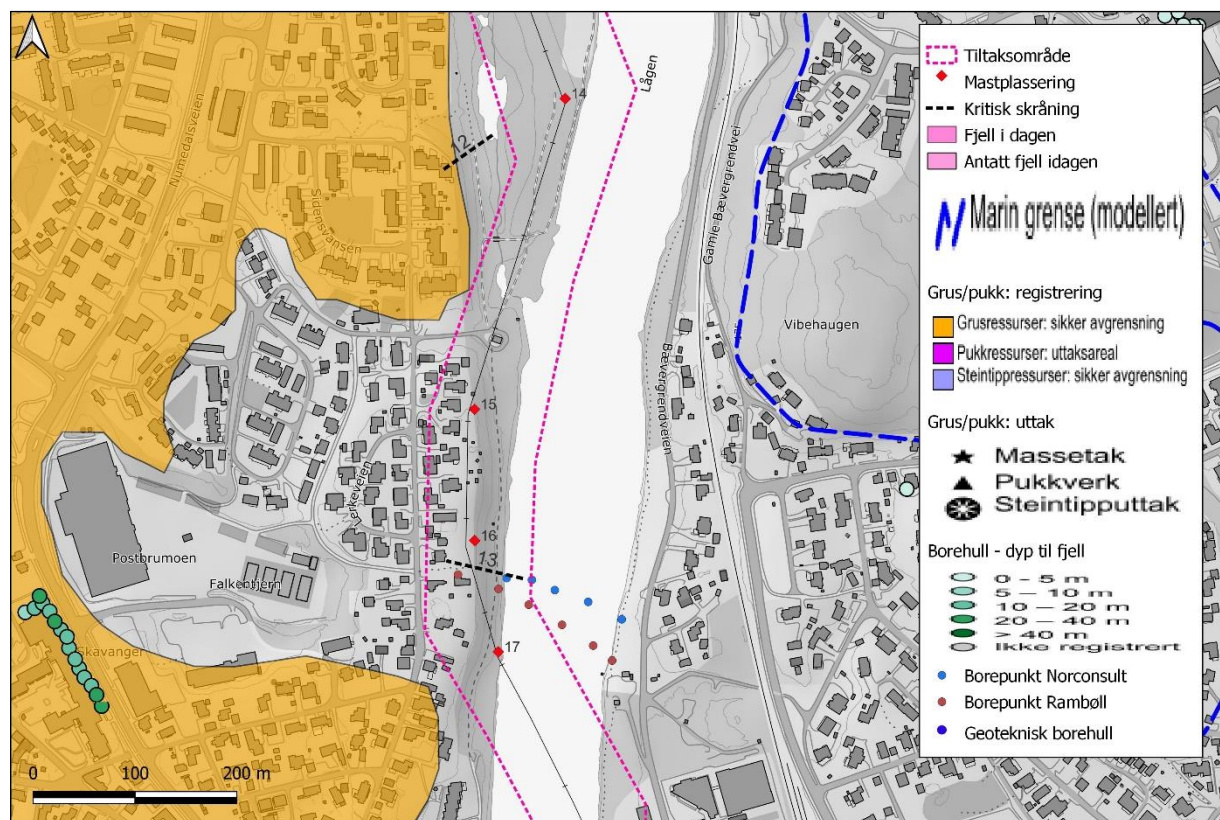 Numedalsveien
Sidensvansen
14
12
Lågen
Gamle Bævergrendvei
Vibehaugen
Bævergrendveien
15
Lerkeveien
16
13
Postbrumoen
Falkentjern
17
Skavanger
0 100 200 m
Tiltaksområde
Mastplassering
Kritisk skråning
Fjell i dagen
Antatt fjell idagen
Marin grense (modellert)
Grus/pukk: registrering
Grusressurser: sikker avgrensning
Pukkressurser: uttaksareal
Steintippressurser: sikker avgrensning
Grus/pukk: uttak
Massetak
Pukkverk
Steintipputtak
Borehull - dyp til fjell
0 - 5 m
5 - 10 m
10 – 20 m
20 – 40 m
> 40 m
Ikke registrert
Borepunkt Norconsult
Borepunkt Rambøll
Geoteknisk borehull